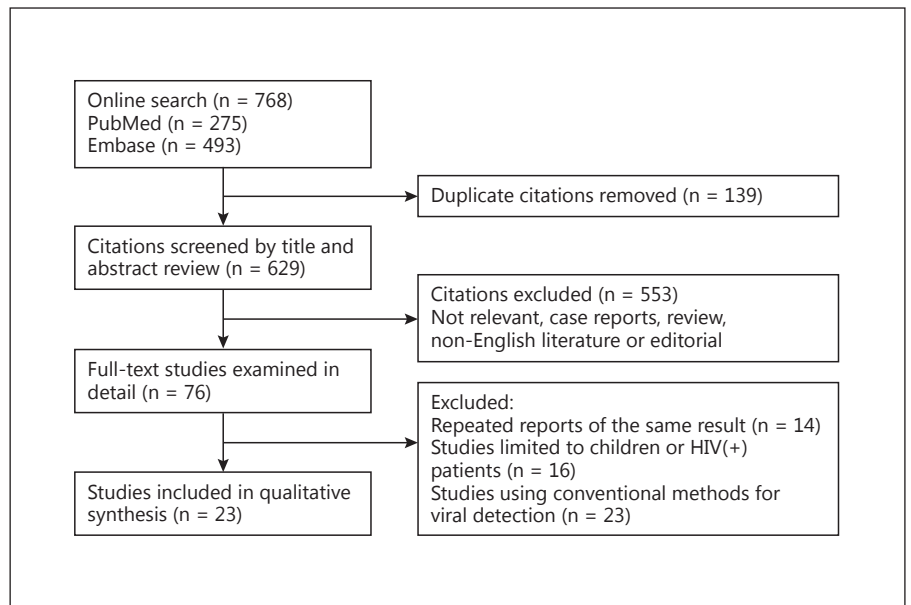 Online search (n = 768)
PubMed (n = 275)
Embase (n = 493)
Duplicate citations removed (n = 139)
Citations screened by title and
abstract review (n = 629)
Citations excluded (n = 553)
Not relevant, case reports, review,
non-English literature or editorial
Full-text studies examined in
detail (n = 76)
Excluded:
Repeated reports of the same result (n = 14)
Studies limited to children or HIV(+)
patients (n = 16)
Studies using conventional methods for
viral detection (n = 23)
Studies included in qualitative
synthesis (n = 23)